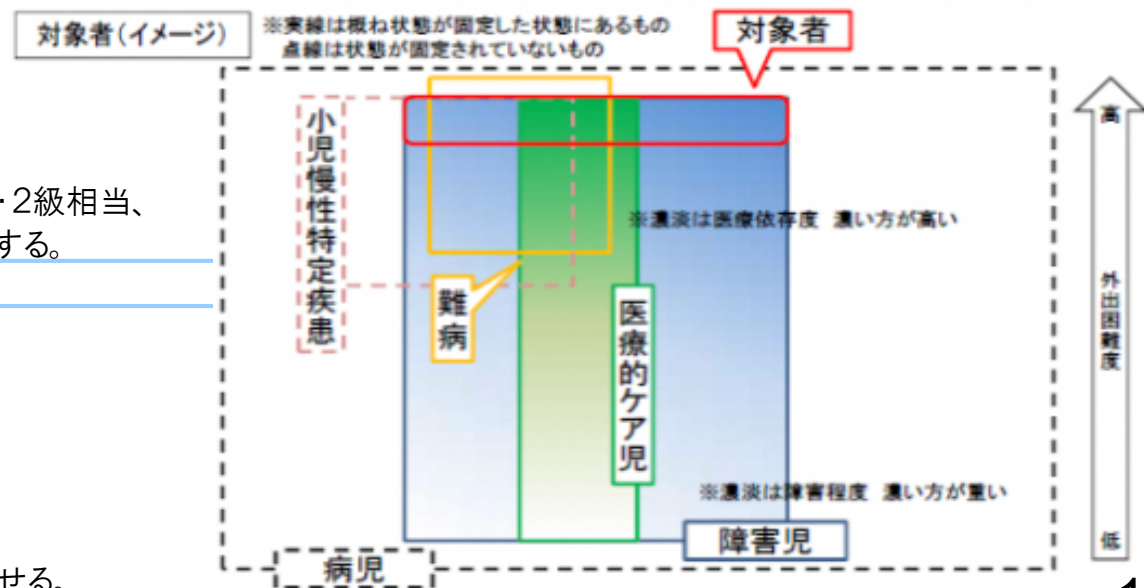 対象者(イメージ)
※実線は概ね状態が固定した状態にあるもの
点線は状態が固定されていないもの
対象者
高
小児慢性特定疾患
・2級相当、
する。
※濃淡は医療依存度 濃い方が高い
難病
医療的ケア児
外出困難度
※濃淡は障害程度 濃い方が重い
障害児
低
病児
せる。